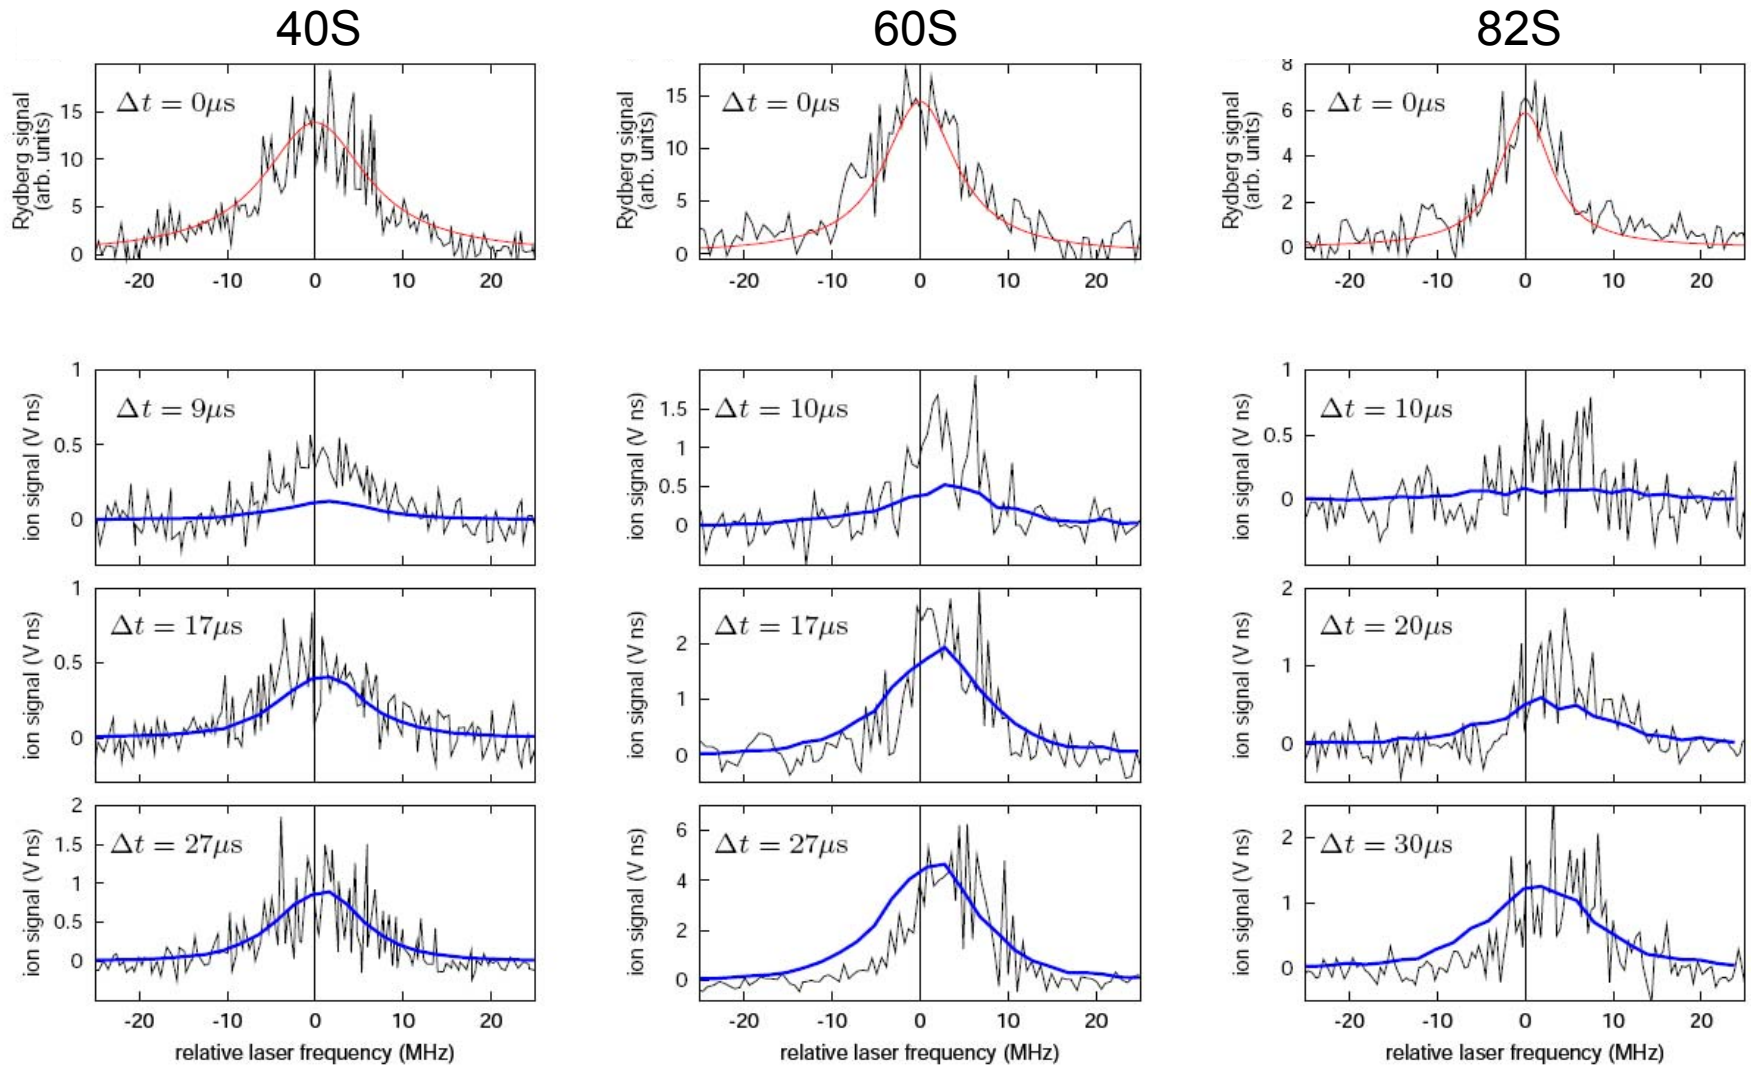 40S 60S 82S
Rydberg signal
(arb. units)
15
10
5
0
Δt = 0μs
-20 -10 0 10 20
Rydberg signal
(arb. units)
15
10
5
0
Δt = 0μs
-20 -10 0 10 20
Rydberg signal
(arb. units)
8
6
4
2
0
Δt = 0μs
-20 -10 0 10 20
ion signal (V ns)
1
0.5
0
Δt = 9μs
ion signal (V ns)
1.5
1
0.5
0
Δt = 10μs
ion signal (V ns)
1
0.5
0
Δt = 10μs
ion signal (V ns)
1
0.5
0
Δt = 17μs
ion signal (V ns)
2
1
0
Δt = 17μs
ion signal (V ns)
2
1
0
Δt = 20μs
ion signal (V ns)
2
1.5
1
0.5
0
Δt = 27μs
-20 -10 0 10 20
relative laser frequency (MHz)
ion signal (V ns)
6
4
2
0
Δt = 27μs
-20 -10 0 10 20
relative laser frequency (MHz)
ion signal (V ns)
2
1
0
Δt = 30μs
-20 -10 0 10 20
relative laser frequency (MHz)